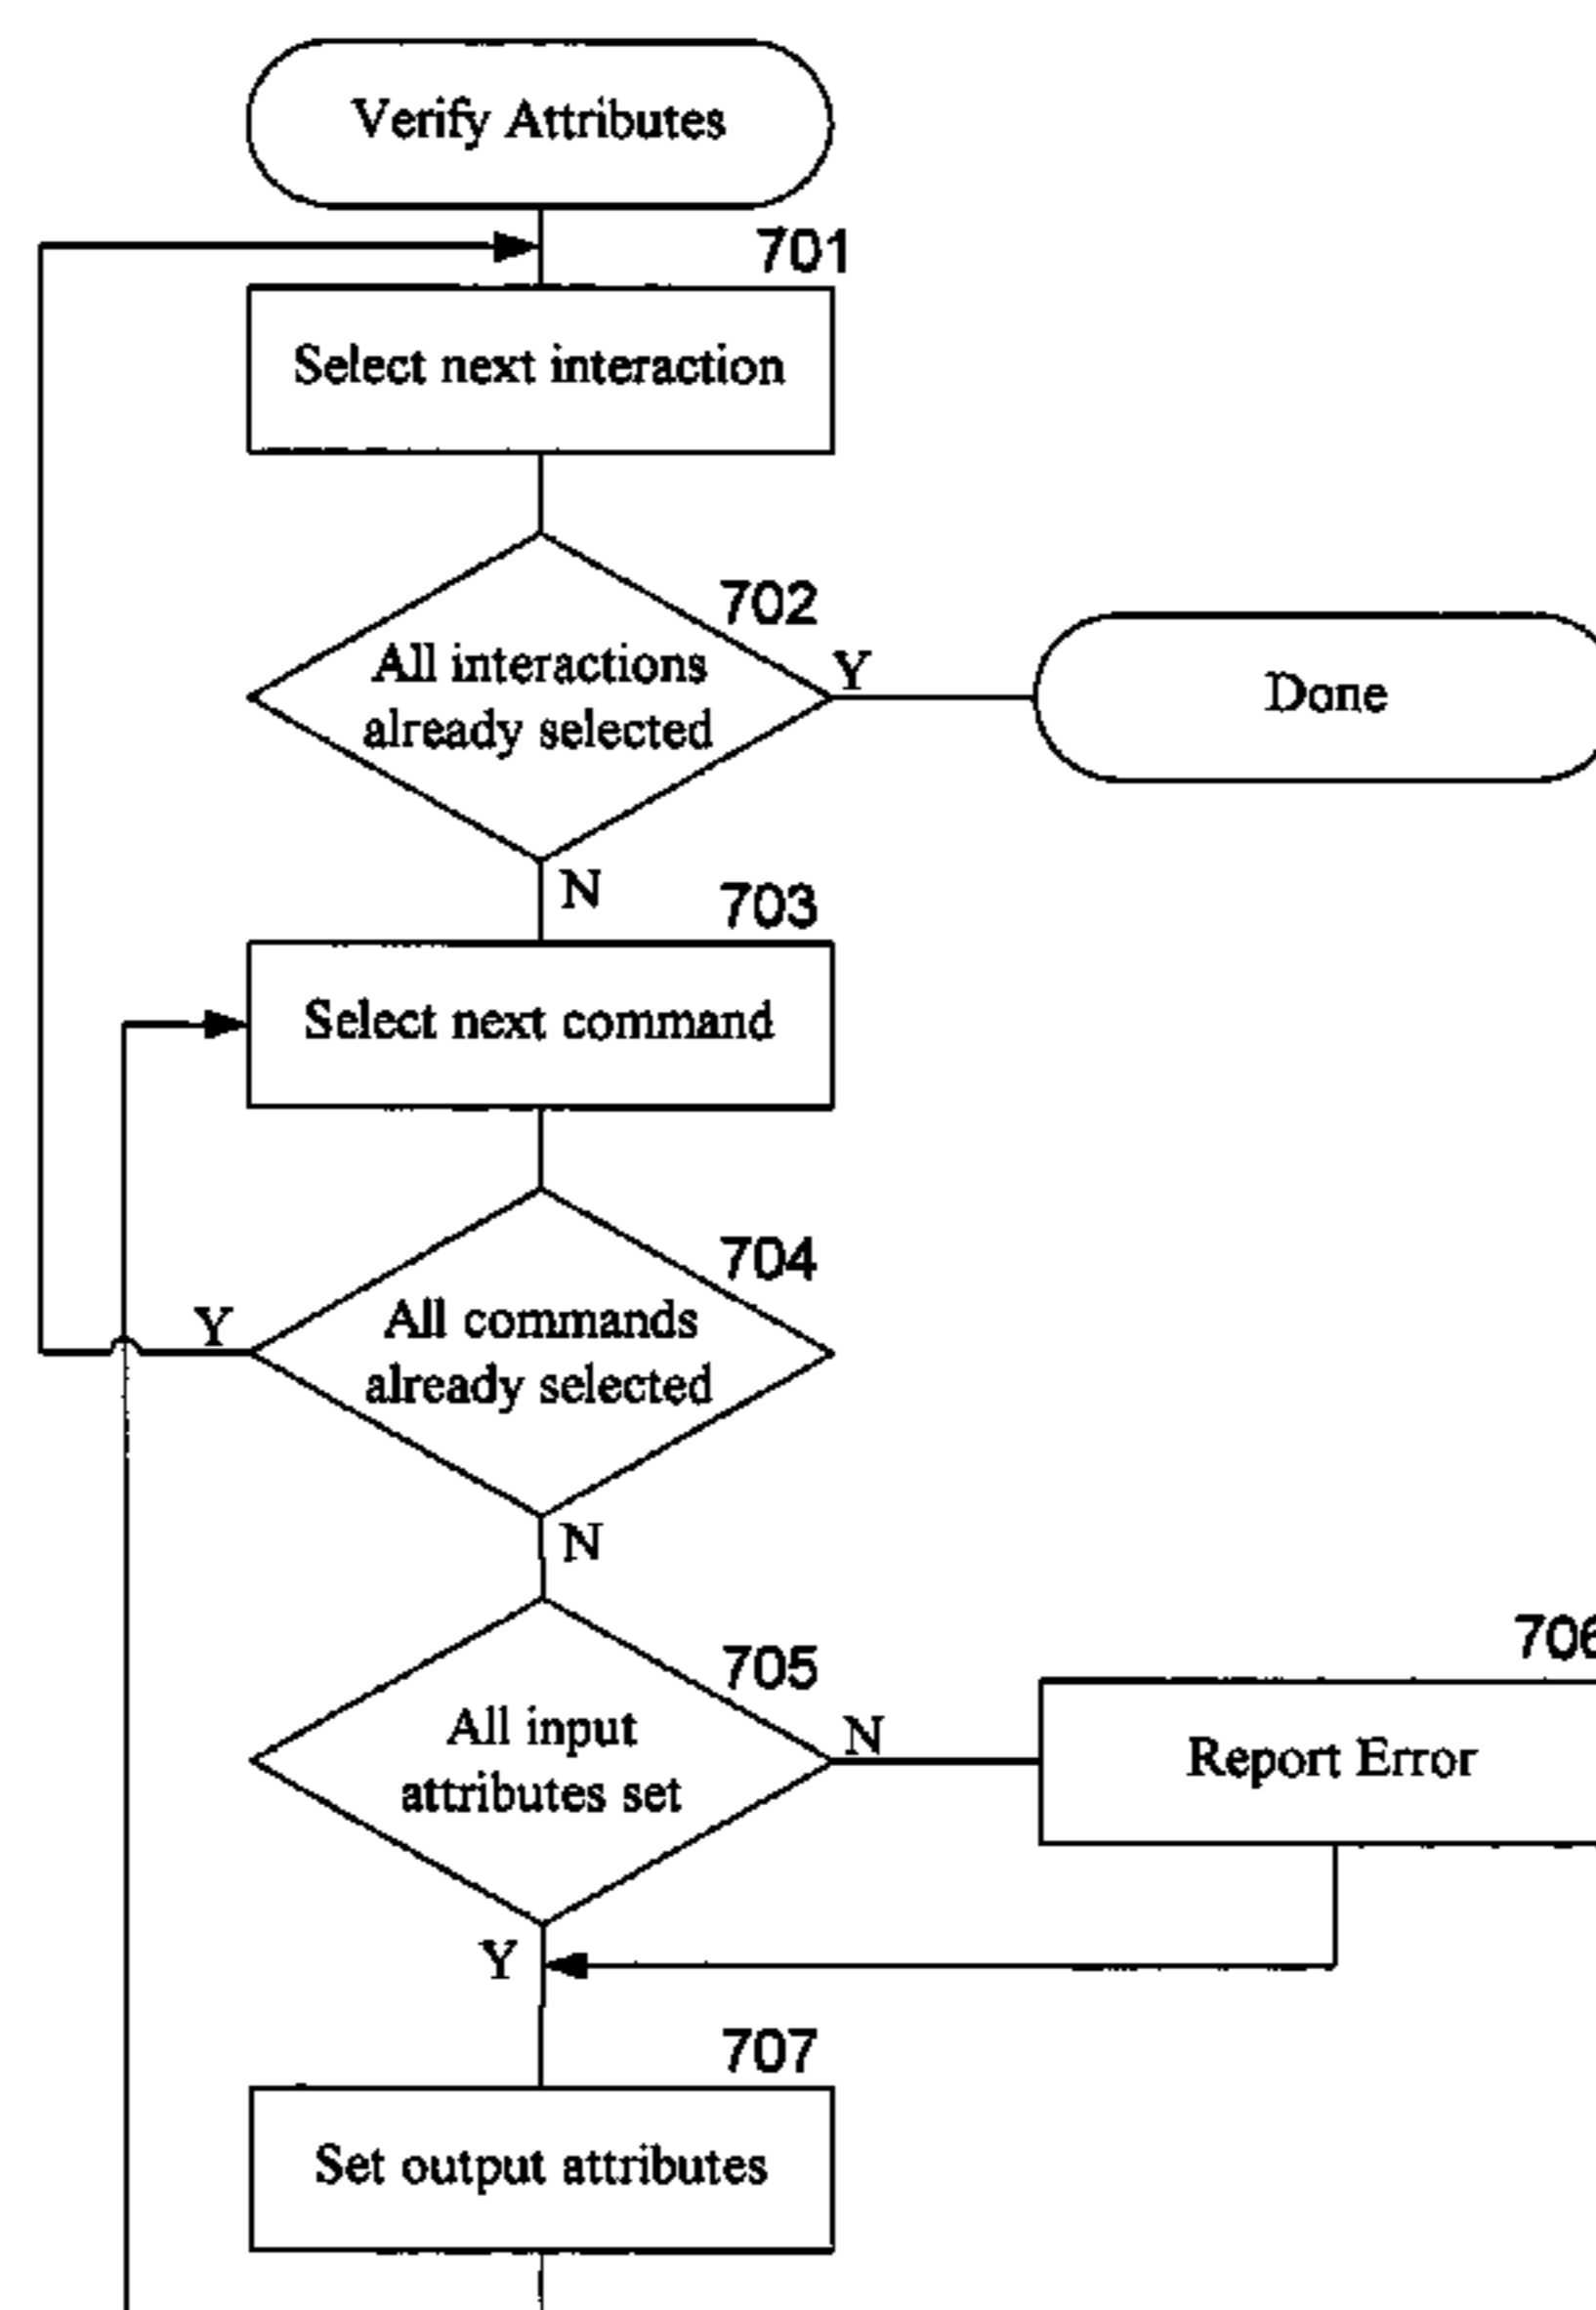 Verify Attributes
701
Select next interaction
702
All interactions
already selected
Y
Done
N
703
Select next command
704
All commands
already selected
Y
N
705
All input
attributes set
N
706
Report Error
Y
707
Set output attributes